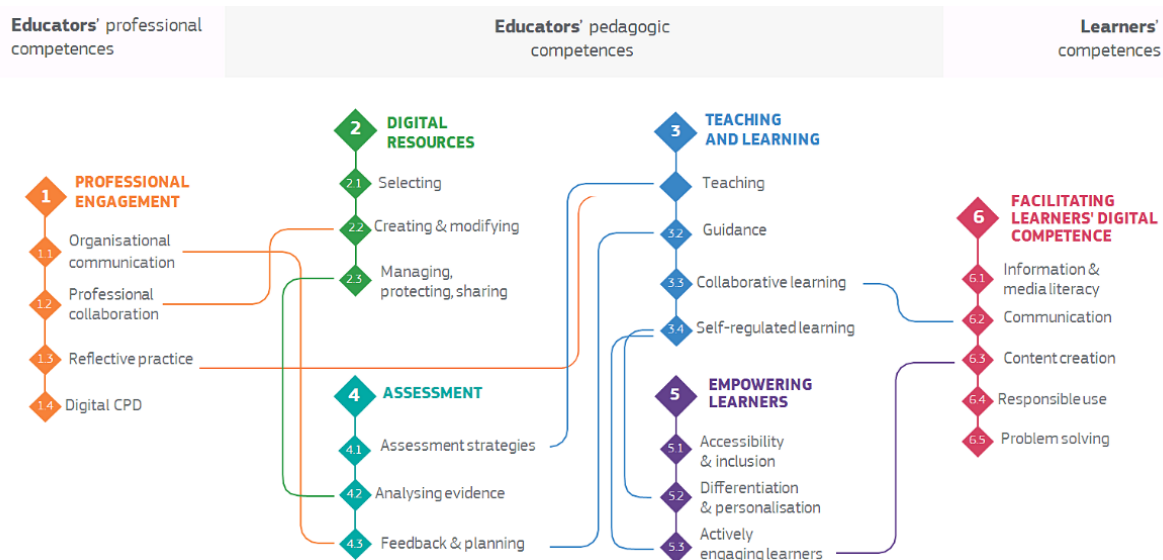 Educators' professional
competences
Educators' pedagogic
competences
Learners'
competences
1
PROFESSIONAL
ENGAGEMENT
1.1
Organisational
communication
1.2
Professional
collaboration
1.3
Reflective practice
1.4
Digital CPD
2
DIGITAL
RESOURCES
2.1
Selecting
2.2
Creating & modifying
2.3
Managing,
protecting, sharing
3
TEACHING
AND LEARNING
Teaching
3.2
Guidance
3.3
Collaborative learning
3.4
Self-regulated learning
4
ASSESSMENT
4.1
Assessment strategies
4.2
Analysing evidence
4.3
Feedback & planning
5
EMPOWERING
LEARNERS
5.1
Accessibility
& inclusion
5.2
Differentiation
& personalisation
5.3
Actively
engaging learners
6
FACILITATING
LEARNERS' DIGITAL
COMPETENCE
6.1
Information &
media literacy
6.2
Communication
6.3
Content creation
6.4
Responsible use
6.5
Problem solving